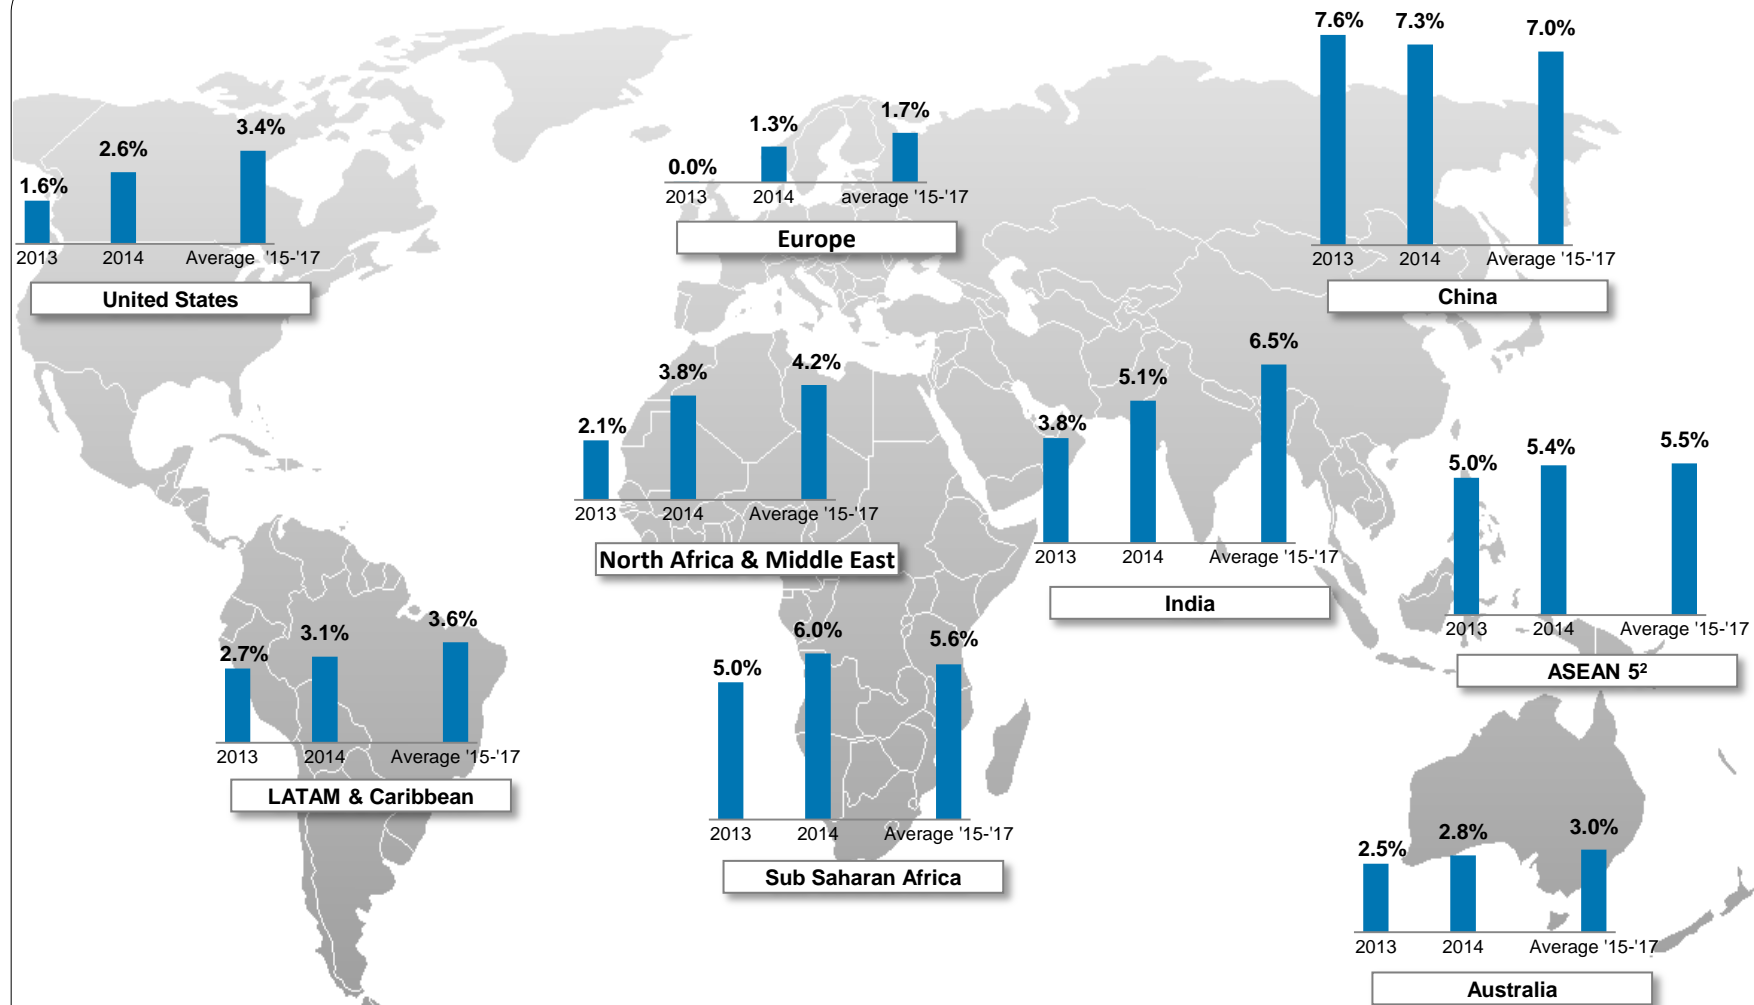 1.6%
2.6%
3.4%
2013
2014
Average '15-'17
United States
0.0%
1.3%
1.7%
2013
2014
average '15-'17
Europe
7.6%
7.3%
7.0%
2013
2014
Average '15-'17
China
2.1%
3.8%
4.2%
2013
2014
Average '15-'17
North Africa & Middle East
3.8%
5.1%
6.5%
2013
2014
Average '15-'17
India
5.0%
5.4%
5.5%
2013
2014
Average '15-'17
ASEAN 5²
2.7%
3.1%
3.6%
2013
2014
Average '15-'17
LATAM & Caribbean
5.0%
6.0%
5.6%
2013
2014
Average '15-'17
Sub Saharan Africa
2.5%
2.8%
3.0%
2013
2014
Average '15-'17
Australia